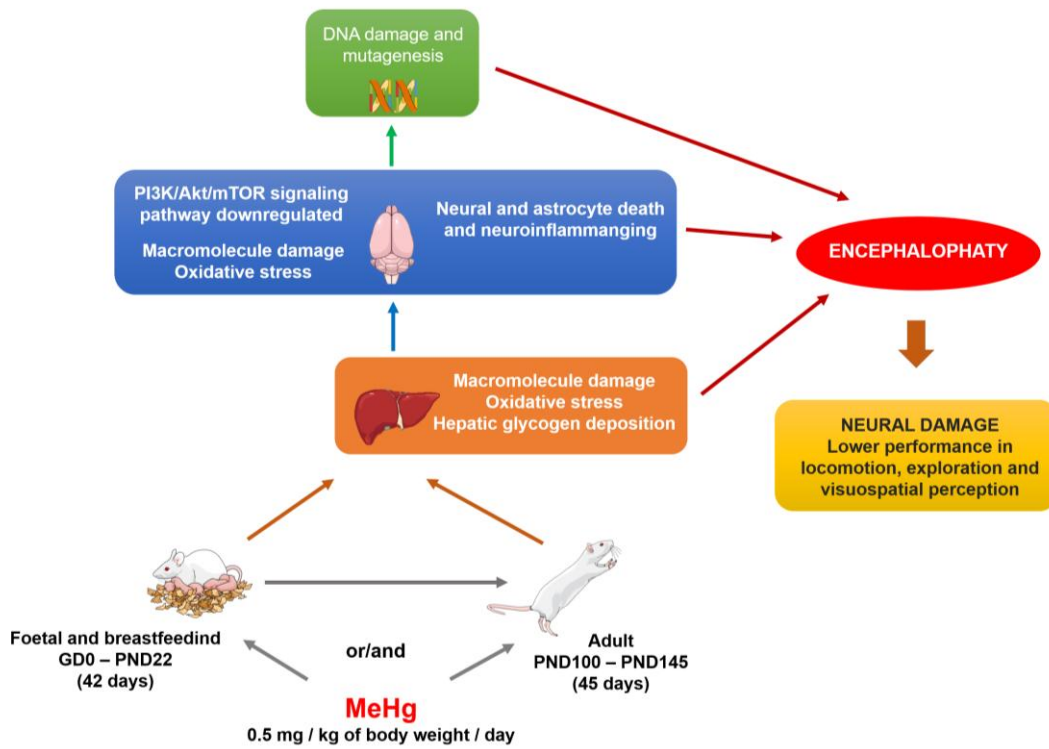 DNA damage and
mutagenesis
PI3K/Akt/mTOR signaling
pathway downregulated
Macromolecule damage
Oxidative stress
Neural and astrocyte death
and neuroinflammanging
ENCEPHALOPHATY
Macromolecule damage
Oxidative stress
Hepatic glycogen deposition
NEURAL DAMAGE
Lower performance in
locomotion, exploration and
visuospatial perception
Foetal and breastfeedind
GD0 – PND22
(42 days)
or/and
Adult
PND100 – PND145
(45 days)
MeHg
0.5 mg / kg of body weight / day